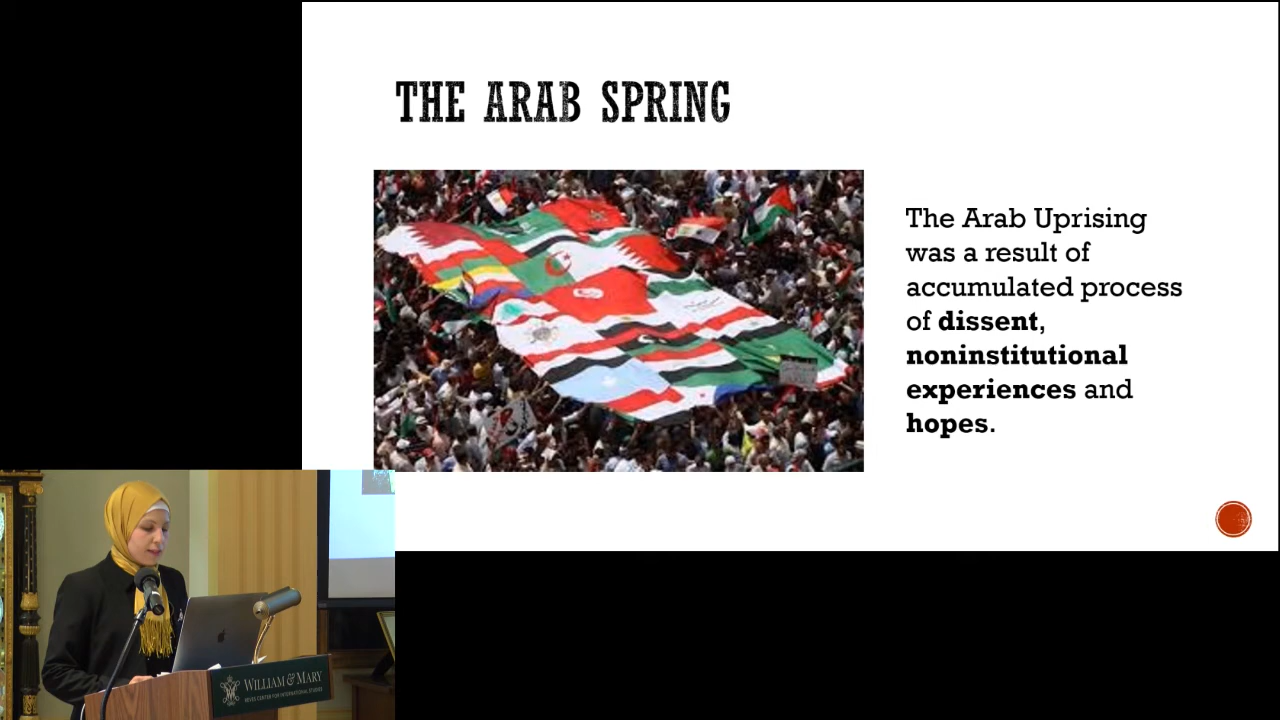 THE ARAB SPRING
The Arab Uprising
was a result of
accumulated process
of dissent,
noninstitutional
experiences and
hopes.
WILLIAM & MARY
REVES CENTER FOR INTERNATIONAL STUDIES